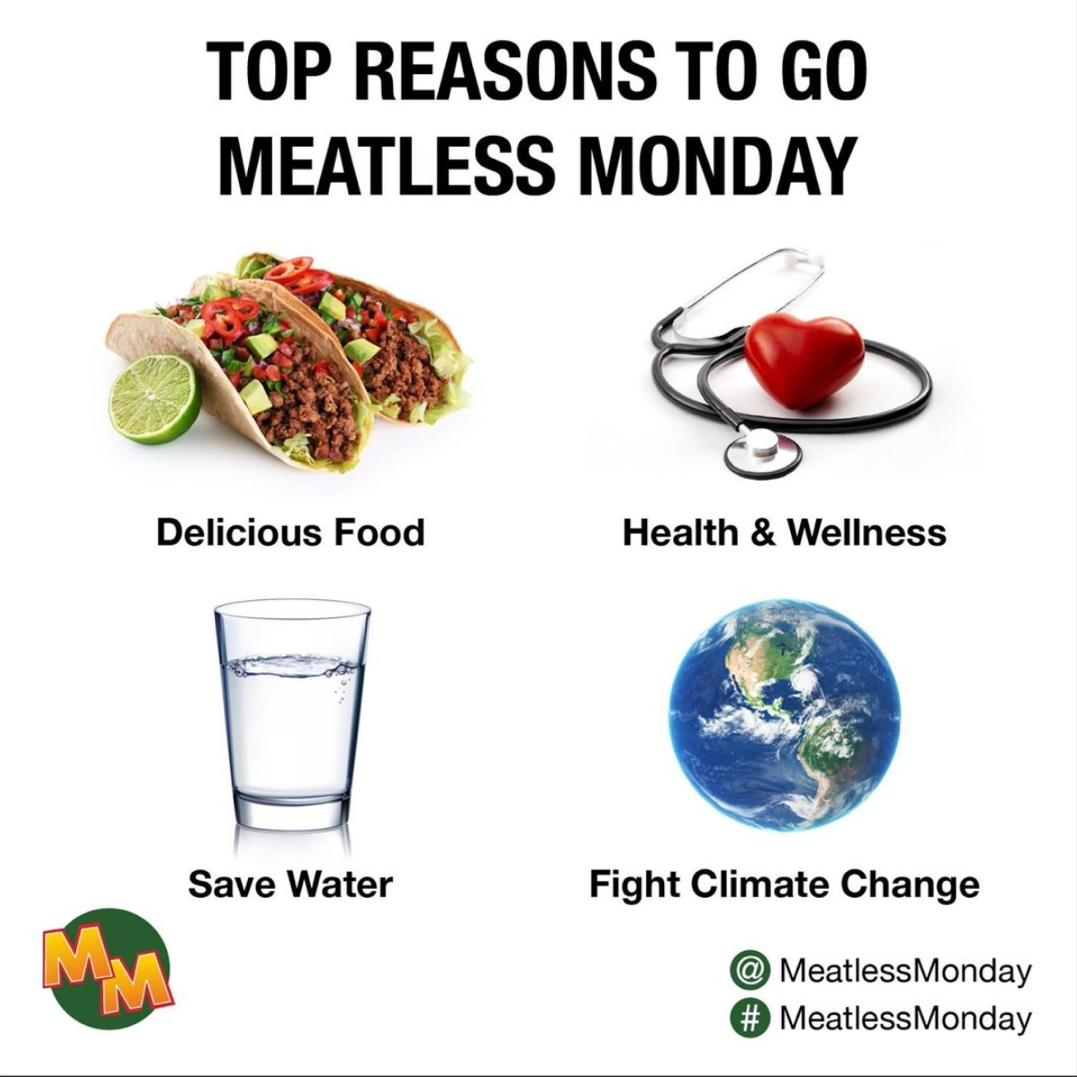 TOP REASONS TO GO
MEATLESS MONDAY
Delicious Food
Health & Wellness
Save Water
Fight Climate Change
MM
@ MeatlessMonday
# MeatlessMonday